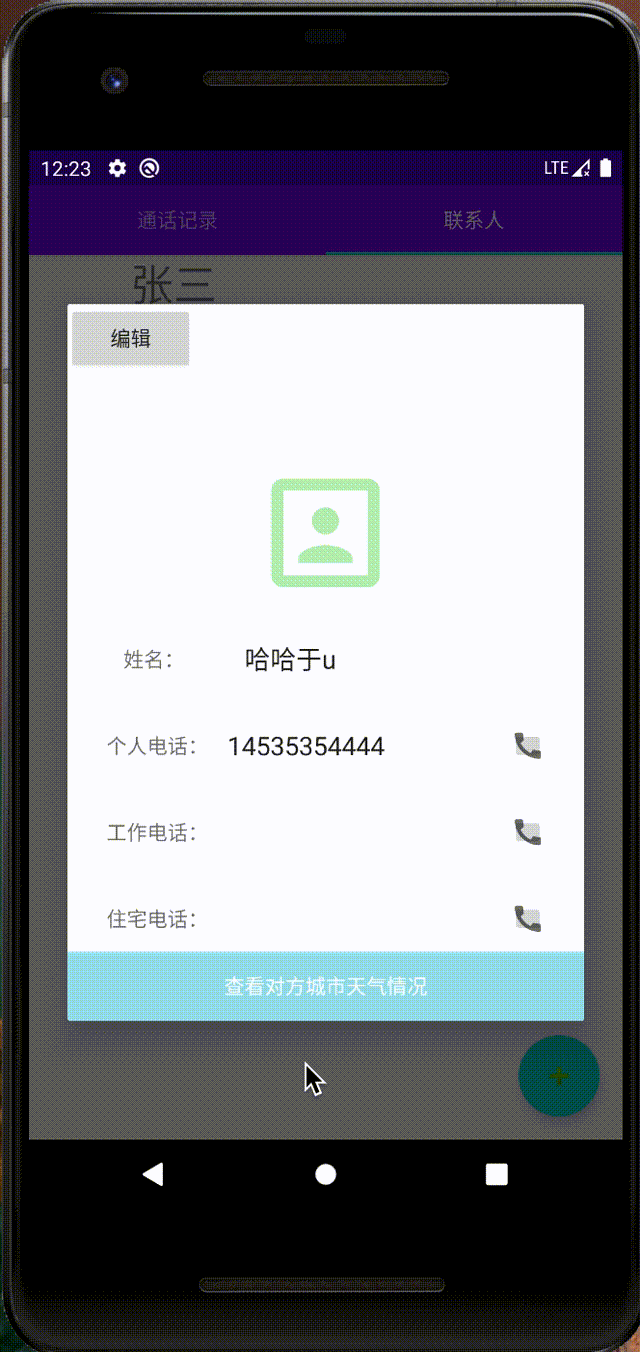 12:23 LTE
通话记录 联系人
张三
编辑
姓名： 哈哈于u
个人电话： 14535354444
工作电话：
住宅电话：
查看对方城市天气情况
+